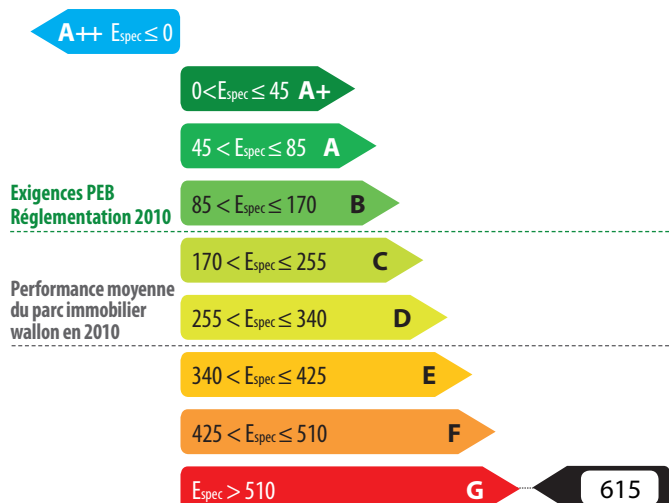 A++ Espec ≤ 0
0<Espec ≤ 45 A+
45 < Espec ≤ 85 A
Exigences PEB
Réglementation 2010
85 < Espec ≤ 170 B
170 < Espec ≤ 255 C
Performance moyenne
du parc immobilier
wallon en 2010
255 < Espec ≤ 340 D
340 < Espec ≤ 425 E
425 < Espec ≤ 510 F
Espec > 510 G 615